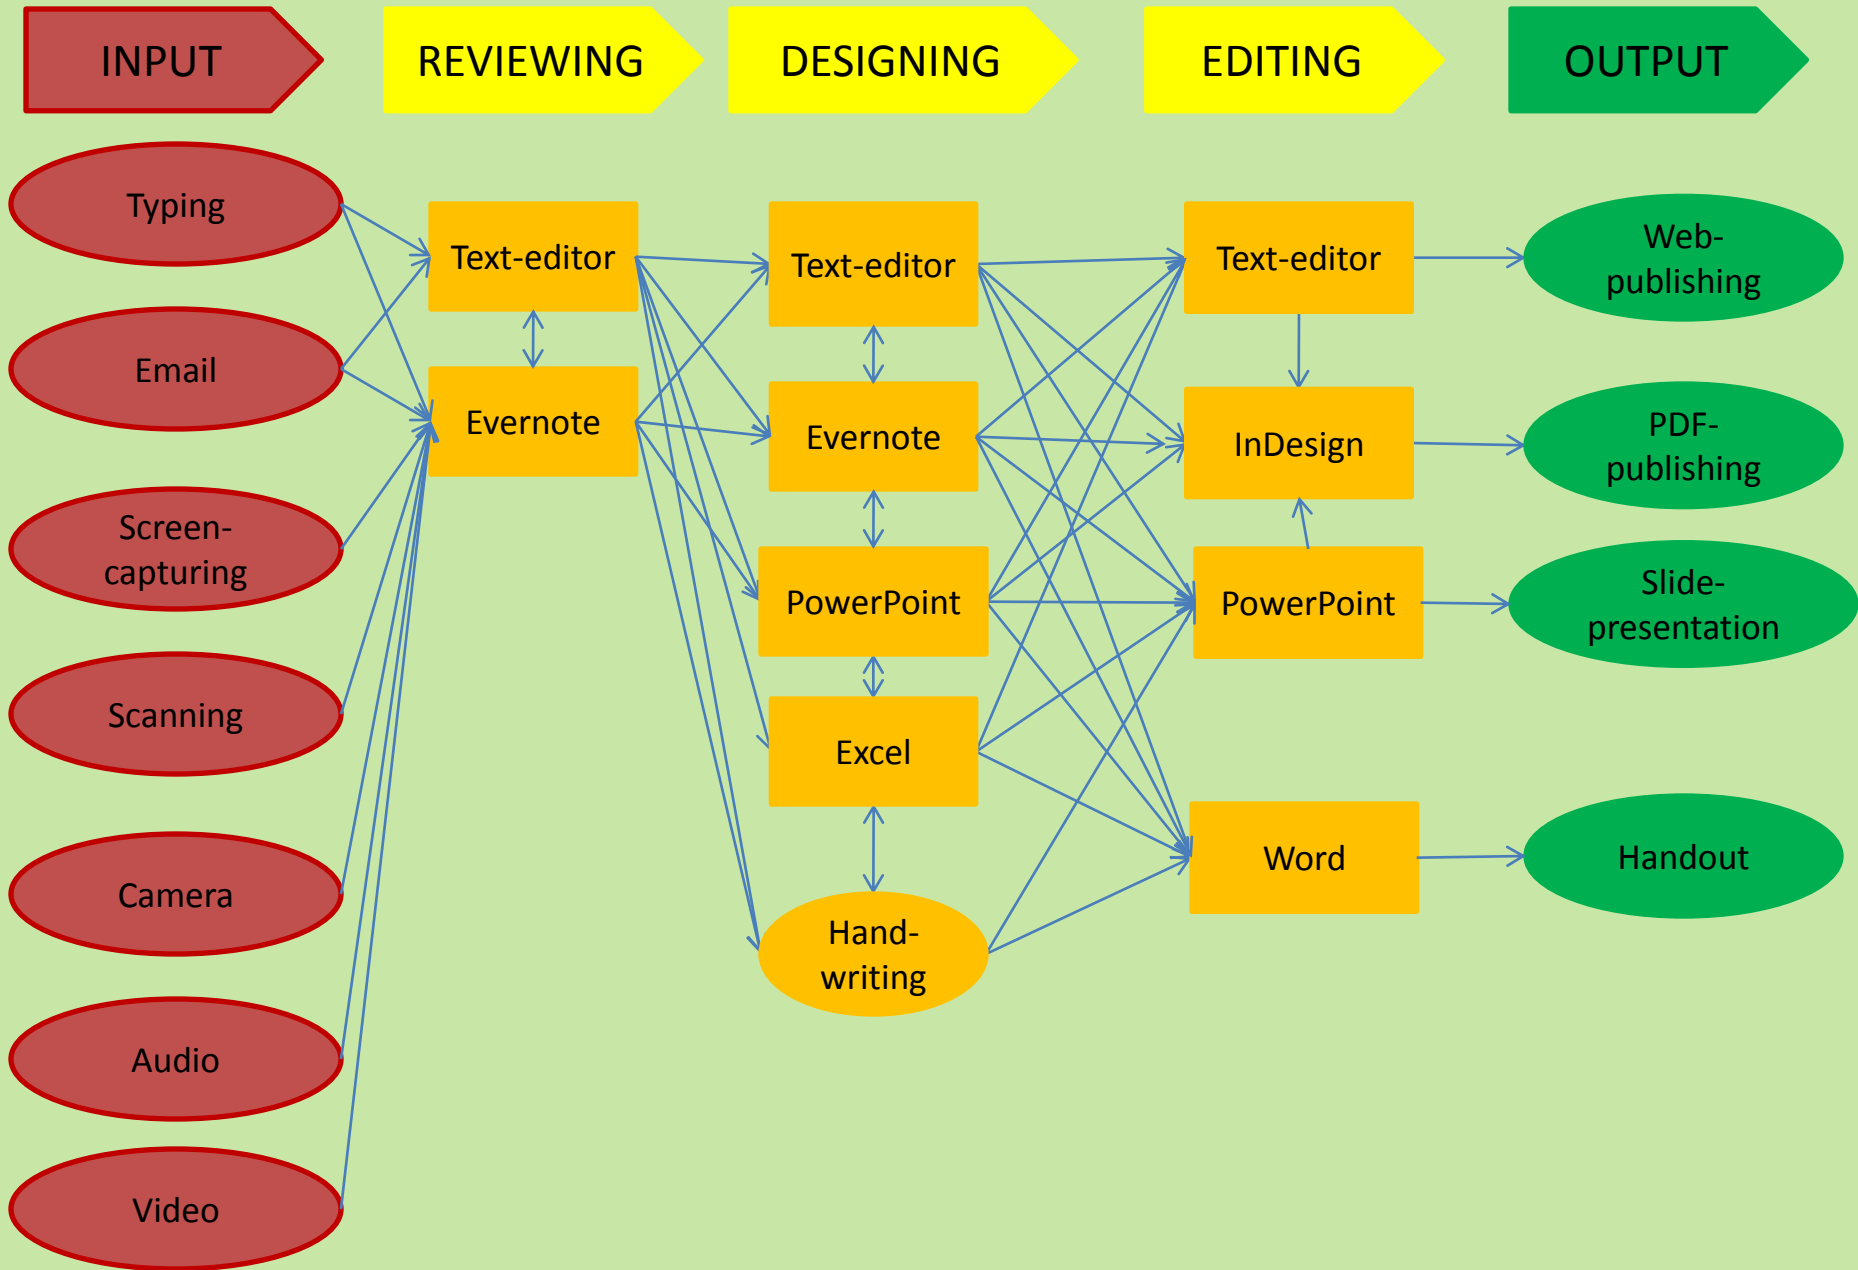 INPUT
REVIEWING
DESIGNING
EDITING
OUTPUT
Typing
Email
Screen-
capturing
Scanning
Camera
Audio
Video
Text-editor
Evernote
Text-editor
Evernote
PowerPoint
Excel
Hand-
writing
Text-editor
InDesign
PowerPoint
Word
Web-
publishing
PDF-
publishing
Slide-
presentation
Handout